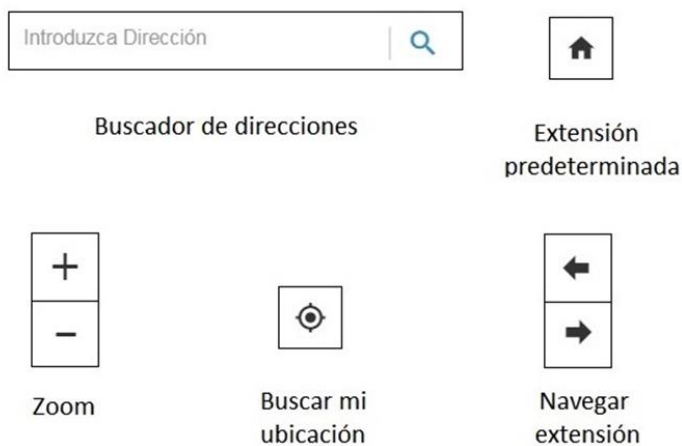 Introduzca Dirección
Buscador de direcciones
Extensión
predeterminada
Zoom
Buscar mi
ubicación
Navegar
extensión